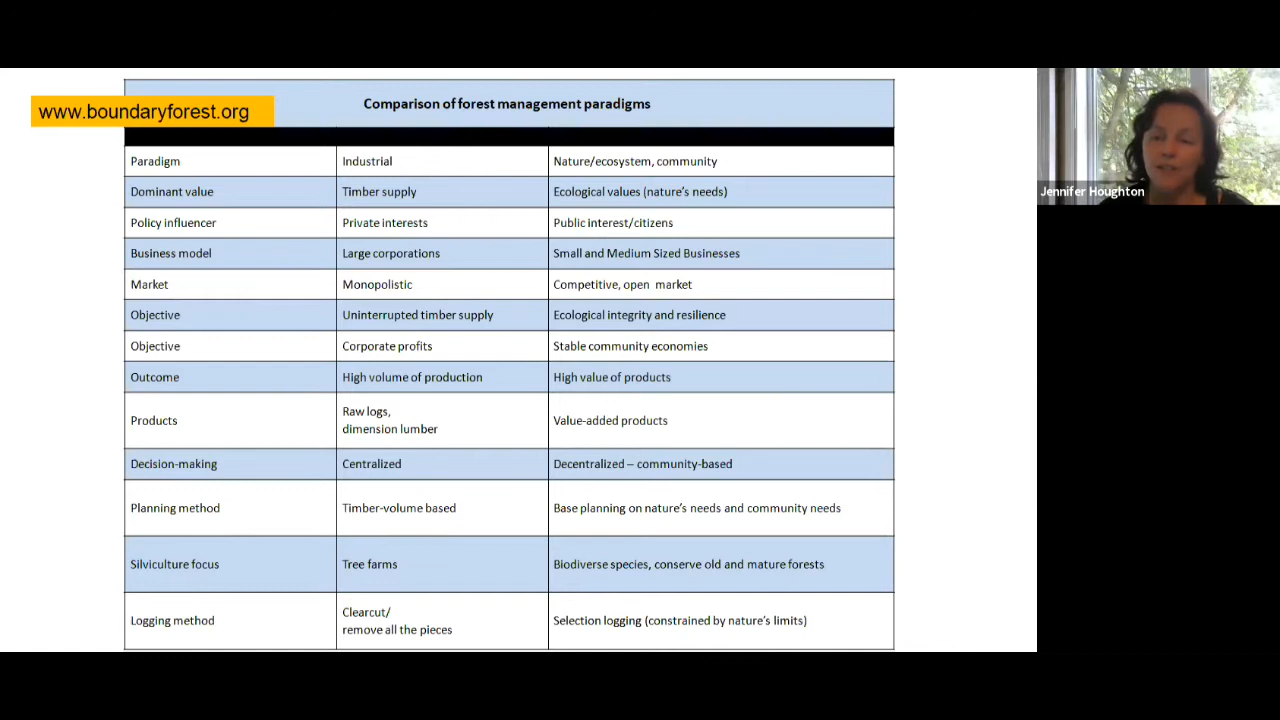 www.boundaryforest.org
Comparison of forest management paradigms
Paradigm Industrial Nature/ecosystem, community
Dominant value Timber supply Ecological values (nature's needs)
Policy influencer Private interests Public interest/citizens
Business model Large corporations Small and Medium Sized Businesses
Market Monopolistic Competitive, open market
Objective Uninterrupted timber supply Ecological integrity and resilience
Objective Corporate profits Stable community economies
Outcome High volume of production High value of products
Products Raw logs,
dimension lumber Value-added products
Decision-making Centralized Decentralized – community-based
Planning method Timber-volume based Base planning on nature's needs and community needs
Silviculture focus Tree farms Biodiverse species, conserve old and mature forests
Logging method Clearcut/
remove all the pieces Selection logging (constrained by nature's limits)
Jennifer Houghton